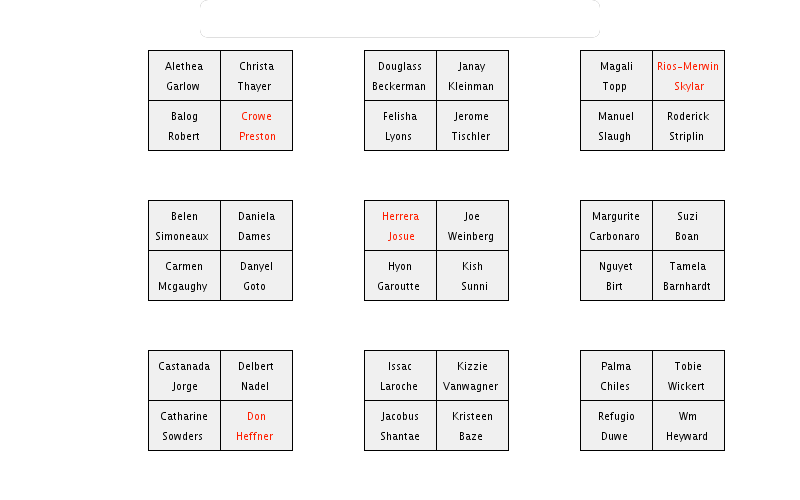 Alethea
Garlow
Christa
Thayer
Balog
Robert
Crowe
Preston
Douglass
Beckerman
Janay
Kleinman
Felisha
Lyons
Jerome
Tischler
Magali
Topp
Rios-Merwin
Skylar
Manuel
Slaugh
Roderick
Striplin
Belen
Simoneaux
Daniela
Dames
Carmen
Mcgaughy
Danyel
Goto
Herrera
Josue
Joe
Weinberg
Hyon
Garoutte
Kish
Sunni
Margurite
Carbonaro
Suzi
Boan
Nguyet
Birt
Tamela
Barnhardt
Castanada
Jorge
Delbert
Nadel
Catharine
Sowders
Don
Heffner
Issac
Laroche
Kizzie
Vanwagner
Jacobus
Shantae
Kristeen
Baze
Palma
Chiles
Tobie
Wickert
Refugio
Duwe
Wm
Heyward